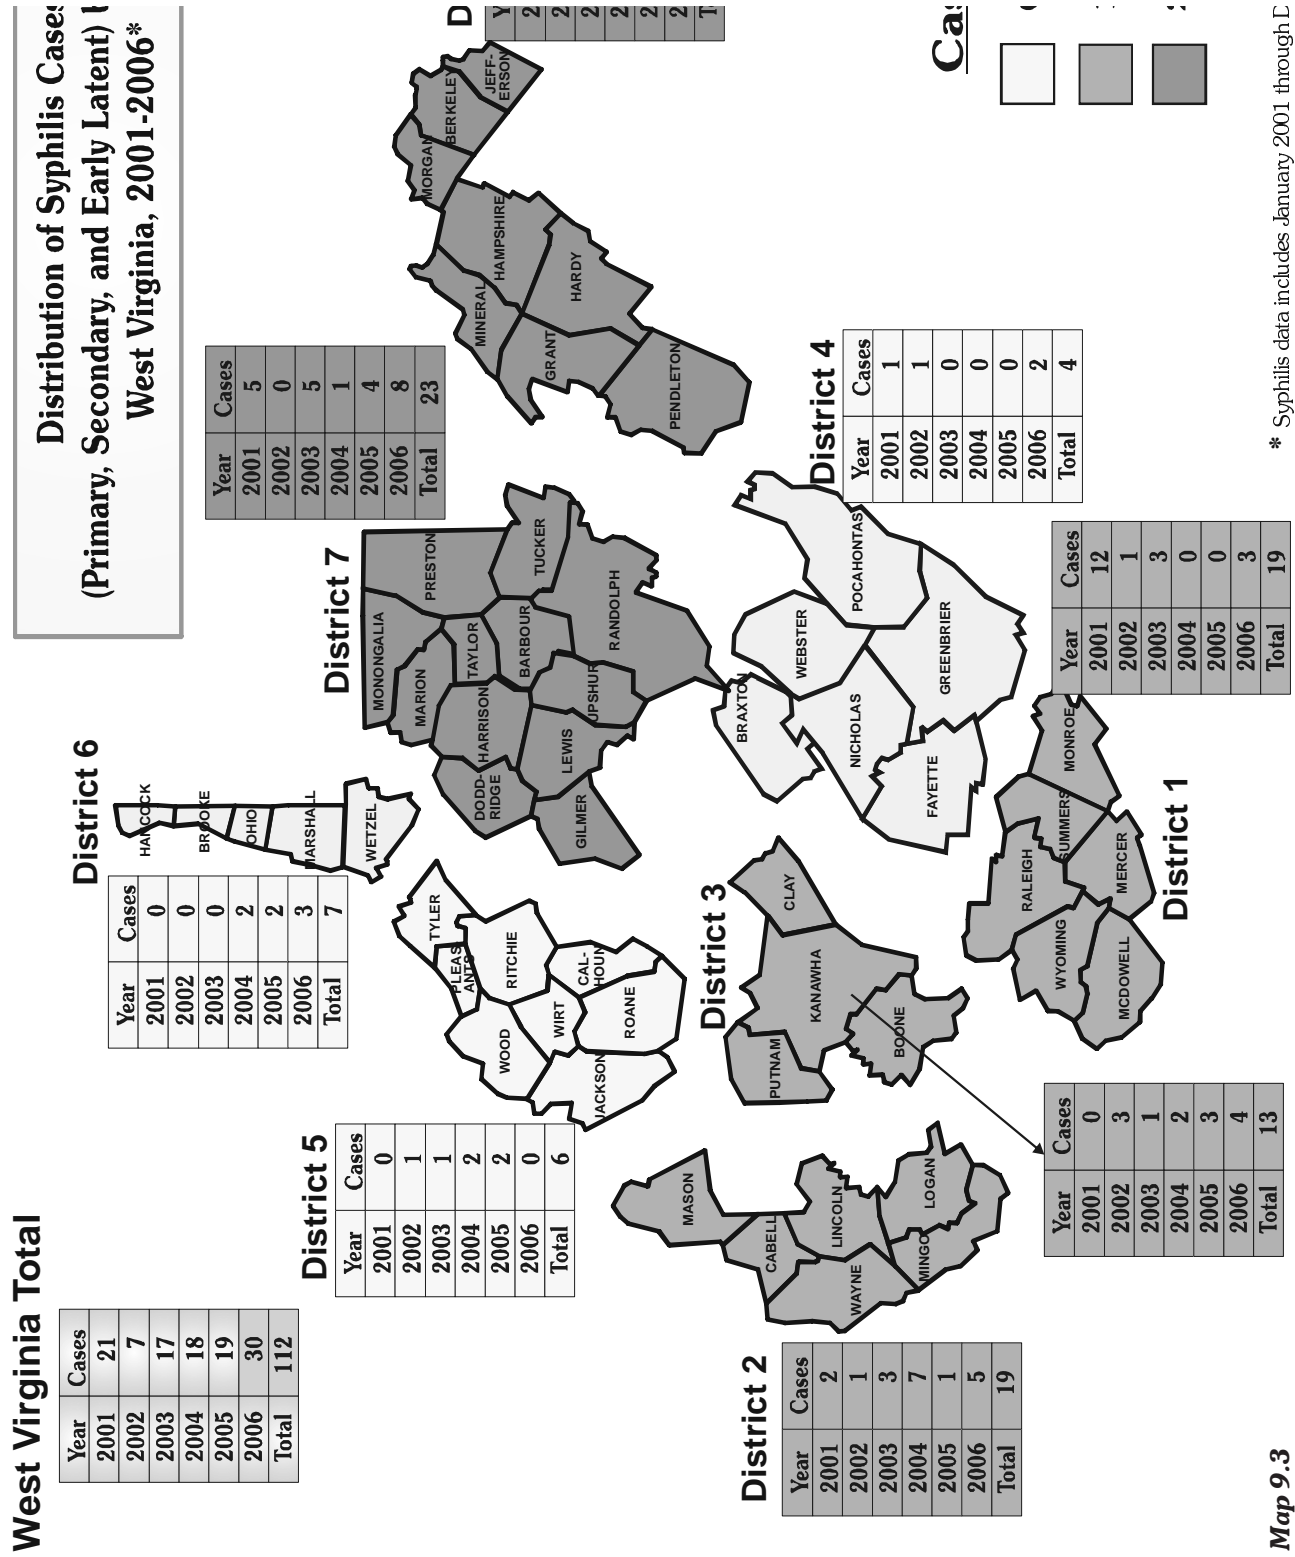 Distribution of Syphilis Cases
(Primary, Secondary, and Early Latent)
West Virginia, 2001-2006*
West Virginia Total
Year Cases
2001 21
2002 7
2003 17
2004 18
2005 19
2006 30
Total 112
District 6
Year Cases
2001 0
2002 0
2003 0
2004 2
2005 2
2006 3
Total 7
HANCOCK
BROOKE
OHIO
MARSHALL
WETZEL
District 7
Year Cases
2001 5
2002 0
2003 5
2004 1
2005 4
2006 8
Total 23
MONONGALIA
PRESTON
MARION
TAYLOR
HARRISON
BARBOUR
TUCKER
DODD-
RIDGE
LEWIS
UPSHUR
RANDOLPH
GILMER
MORGAN
BERKELEY
JEFF-
ERSON
MINERAL
HAMPSHIRE
GRANT
HARDY
PENDLETON
District 5
Year Cases
2001 0
2002 1
2003 1
2004 2
2005 2
2006 0
Total 6
TYLER
PLEAS-
ANTS
RITCHIE
WOOD
WIRT
CAL-
HOUN
JACKSON
ROANE
District 3
CLAY
KANAWHA
PUTNAM
BOONE
Year Cases
2001 0
2002 3
2003 1
2004 2
2005 3
2006 4
Total 13
District 4
Year Cases
2001 1
2002 1
2003 0
2004 0
2005 0
2006 2
Total 4
BRAXTON
WEBSTER
POCAHONTAS
NICHOLAS
GREENBRIER
FAYETTE
District 2
Year Cases
2001 2
2002 1
2003 3
2004 7
2005 1
2006 5
Total 19
MASON
CABELL
LINCOLN
WAYNE
LOGAN
MINGO
District 1
Year Cases
2001 12
2002 1
2003 3
2004 0
2005 0
2006 3
Total 19
MONROE
SUMMERS
RALEIGH
MERCER
WYOMING
MCDOWELL
Map 9.3
* Syphilis data includes January 2001 through